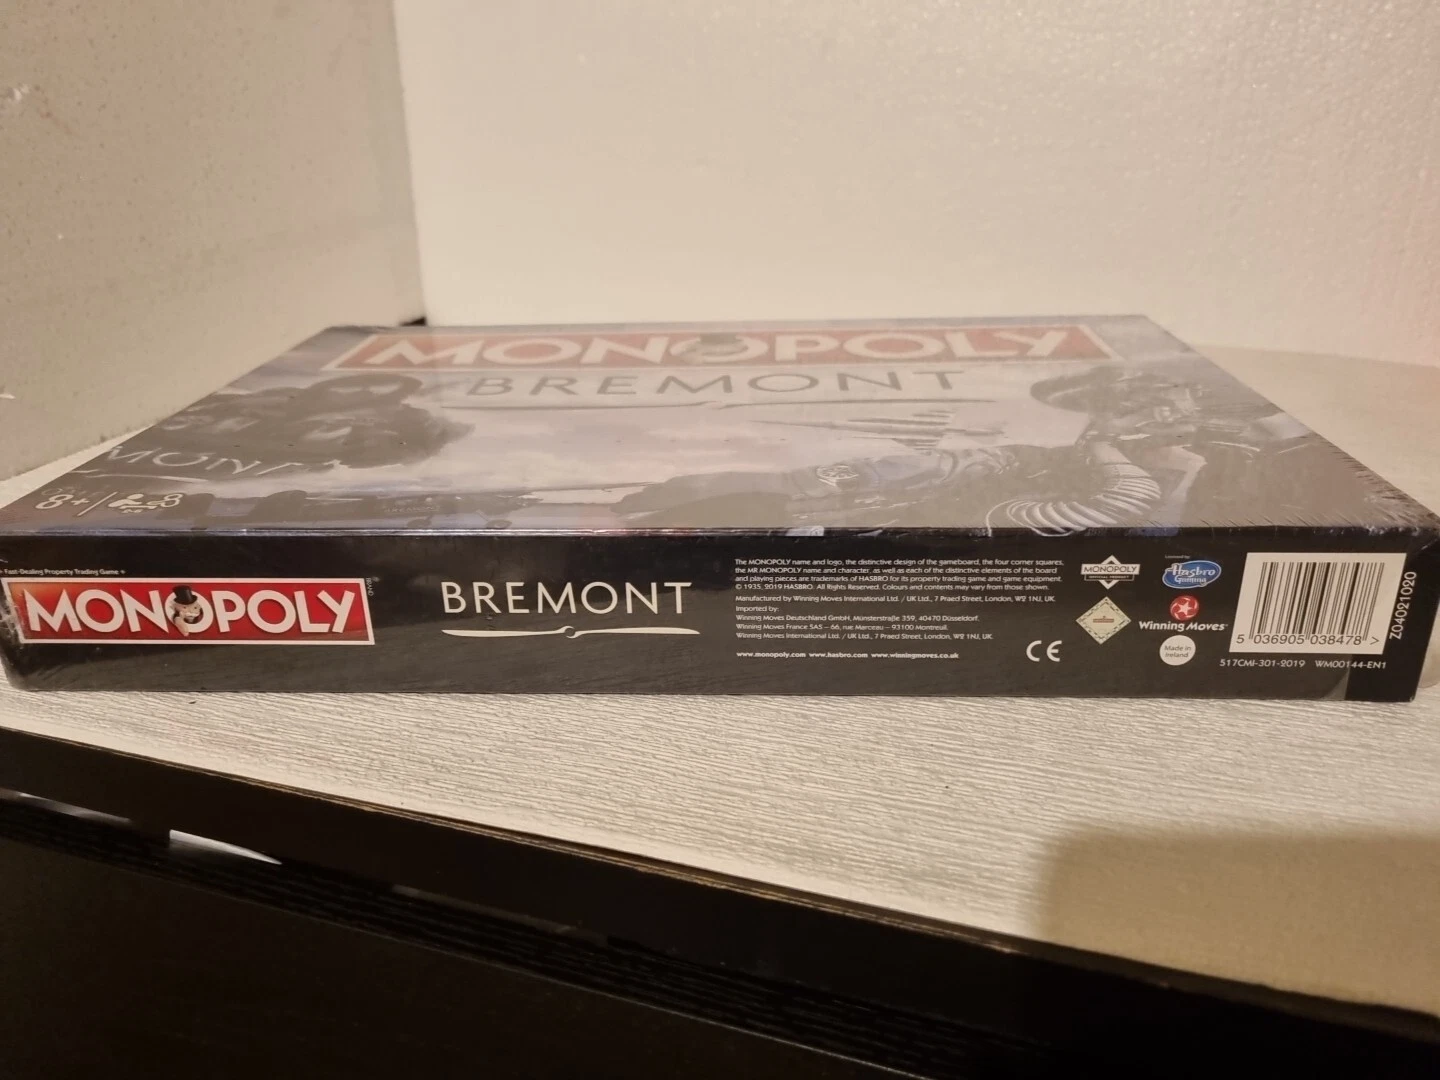 MONOPOLY
BREMONT
8+
Fast-Dealing Property Trading Game
MONOPOLY
BREMONT
The MONOPOLY name and logo, the distinctive design of the gameboard, the four corner squares,
the MR.MONOPOLY name and character, as well as each of the distinctive elements of the board
and playing pieces are trademarks of HASBRO for its property trading game and game equipment.
© 1935, 2019 HASBRO. All Rights Reserved. Colours and contents may vary from those shown.
Manufactured by Winning Moves International Ltd. / UK Ltd., 7 Praed Street, London, W2 1NJ, UK.
Imported by:
Winning Moves Deutschland GmbH, Münsterstraße 359, 40470 Düsseldorf.
Winning Moves France SAS – 66, rue Marceau – 93100 Montreuil.
Winning Moves International Ltd. / UK Ltd., 7 Praed Street, London, W2 1NJ, UK.
www.monopoly.com www.hasbro.com www.winningmoves.co.uk
CE
MONOPOLY
Licensed by
Hasbro
Gaming
Winning Moves
Made in
Ireland
5 036905 038478 >
517CMI-301-2019 WM00144-EN1
Z04021020